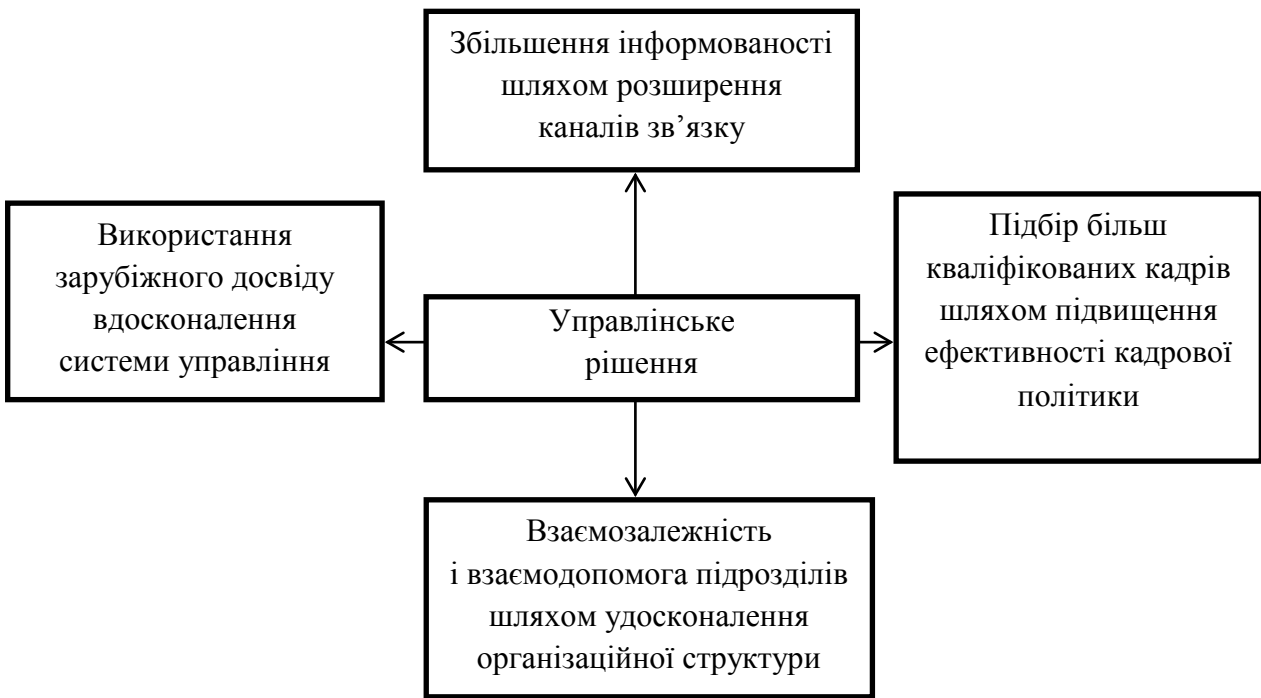 Збільшення інформованості
шляхом розширення
каналів зв’язку
Використання
зарубіжного досвіду
вдосконалення
системи управління
Управлінське
рішення
Підбір більш
кваліфікованих кадрів
шляхом підвищення
ефективності кадрової
політики
Взаємозалежність
і взаємодопомога підрозділів
шляхом удосконалення
організаційної структури